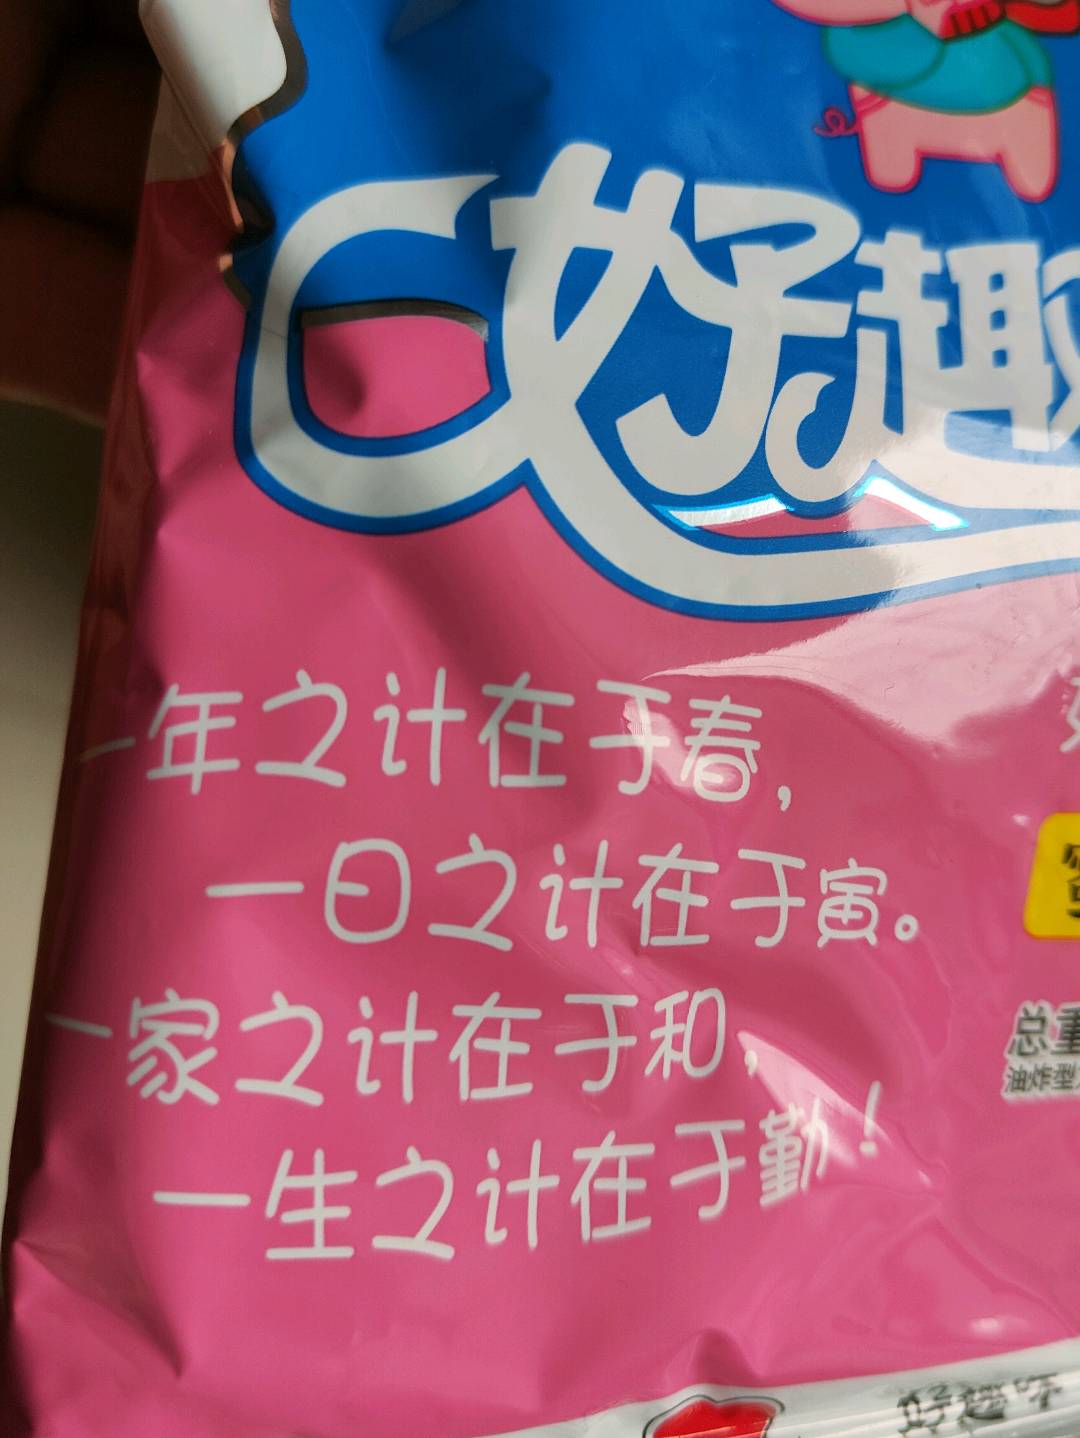 好趣
一年之计在于春，
一日之计在于寅。
一家之计在于和，
一生之计在于勤！
总重
油炸型
好趣味